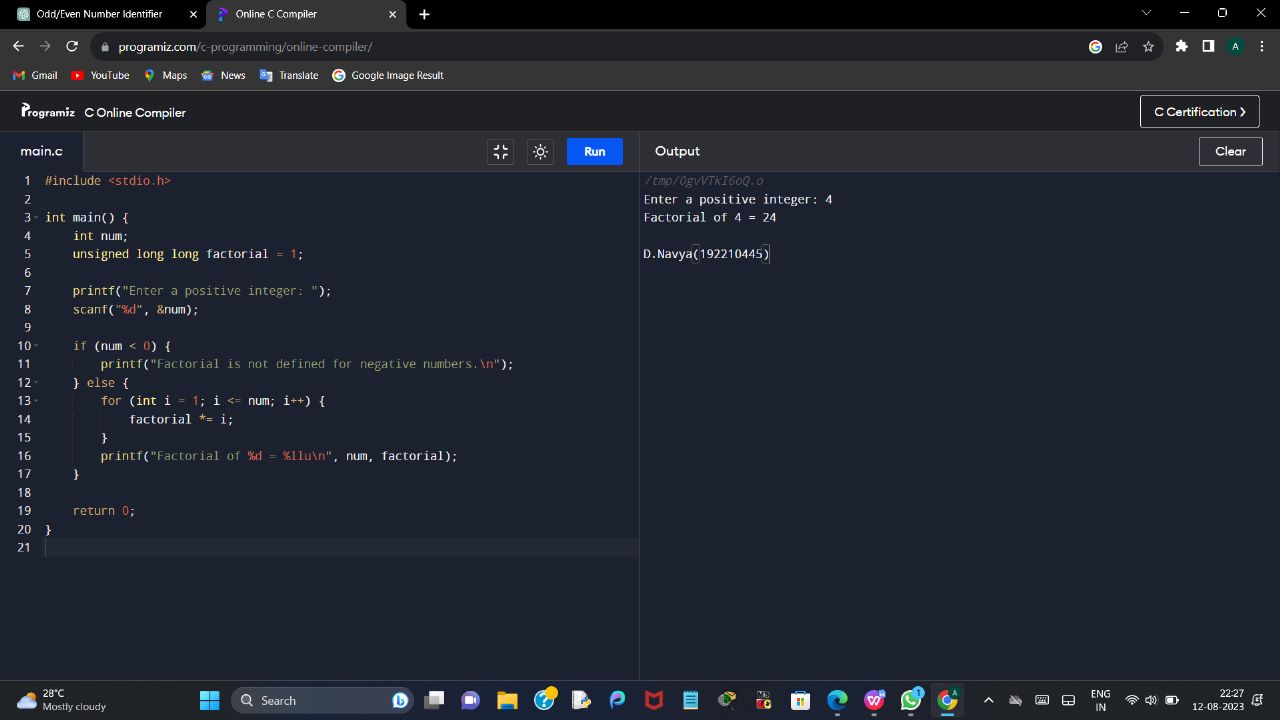 Odd/Even Number Identifier
Online C Compiler
programiz.com/c-programming/online-compiler/
A
Gmail
YouTube
Maps
News
Translate
Google Image Result
Programiz
C Online Compiler
C Certification >
main.c
Run
Output
Clear
1 #include <stdio.h>
2
3 int main() {
4 int num;
5 unsigned long long factorial = 1;
6
7 printf("Enter a positive integer: ");
8 scanf("%d", &num);
9
10 if (num < 0) {
11 printf("Factorial is not defined for negative numbers.\n");
12 } else {
13 for (int i = 1; i <= num; i++) {
14 factorial *= i;
15 }
16 printf("Factorial of %d = %llu\n", num, factorial);
17 }
18
19 return 0;
20 }
21
/tmp/0gvVTkI6oQ.o
Enter a positive integer: 4
Factorial of 4 = 24
D.Navya(192210445)
28°C
Mostly cloudy
Search
1
A
ENG
IN
22:27
12-08-2023